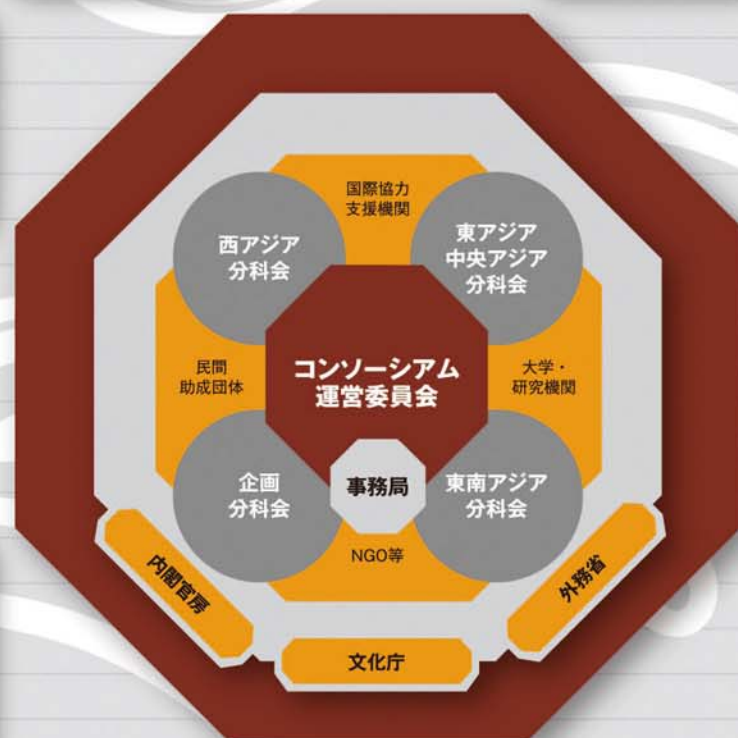 国際協力
支援機関
西アジア
分科会
東アジア
中央アジア
分科会
民間
助成団体
コンソーシアム
運営委員会
大学・
研究機関
企画
分科会
事務局
東南アジア
分科会
NGO等
内閣官房
文化庁
外務省